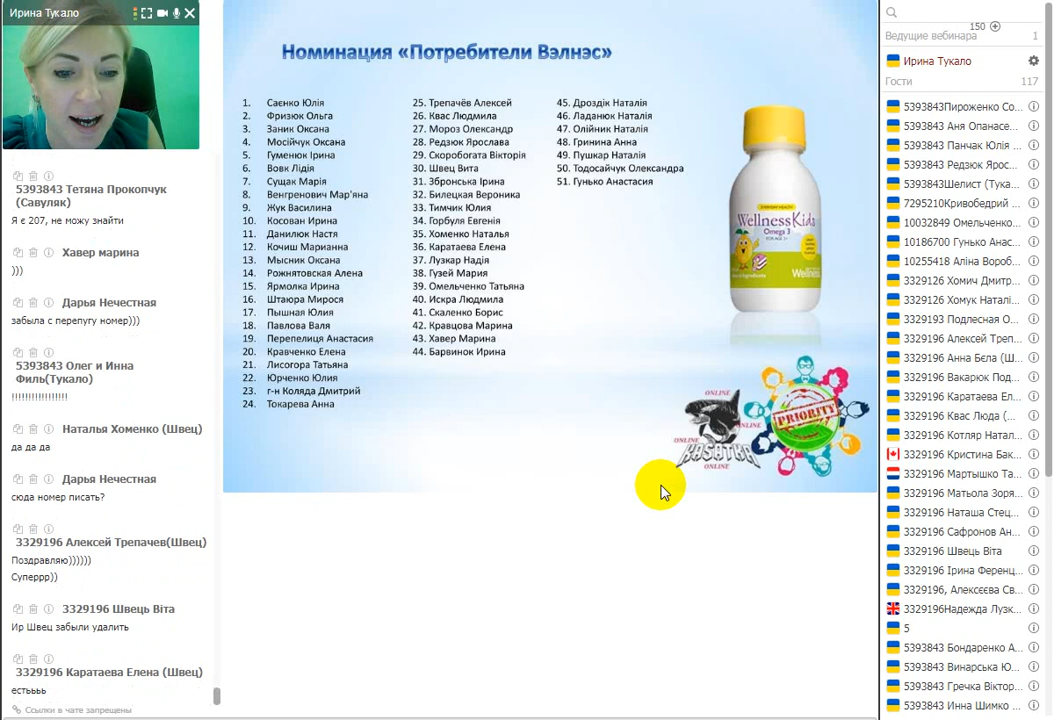 Ирина Тукало
5393843 Тетяна Прокопчук
(Савуляк)
Я є 207, не можу знайти
Хавер марина
)))
Дарья Нечестная
забыла с перепугу номер)))
5393843 Олег и Инна
Филь(Тукало)
!!!!!!!!!!!!!!!!!
Наталья Хоменко (Швец)
да да да
Дарья Нечестная
сюда номер писать?
3329196 Алексей Трепачев(Швец)
Поздравляю))))))
Суперрр))
3329196 Швець Віта
Ир Швец забыли удалить
3329196 Каратаева Елена (Швец)
естьььь
Ссылки в чате запрещены
Номинация «Потребители Вэлнэс»
1. Саєнко Юлія
2. Фризюк Ольга
3. Заник Оксана
4. Мосійчук Оксана
5. Гуменюк Ірина
6. Вовк Лідія
7. Сущак Марія
8. Венгренович Мар'яна
9. Жук Василина
10. Косован Ирина
11. Данилюк Настя
12. Кочиш Марианна
13. Мысник Оксана
14. Рожнятовская Алена
15. Ярмолка Ирина
16. Штаюра Мирося
17. Пышная Юлия
18. Павлова Валя
19. Перепелиця Анастасия
20. Кравченко Елена
21. Лисогора Татьяна
22. Юрченко Юлия
23. г-н Коляда Дмитрий
24. Токарева Анна
25. Трепачёв Алексей
26. Квас Людмила
27. Мороз Олександр
28. Редзюк Ярослава
29. Скоробогата Вікторія
30. Швец Вита
31. Збронська Ірина
32. Билецкая Вероника
33. Тимчик Юлия
34. Горбуля Евгенія
35. Хоменко Наталья
36. Каратаева Елена
37. Лузкар Надія
38. Гузей Мария
39. Омельченко Татьяна
40. Искра Людмила
41. Скаленко Борис
42. Кравцова Марина
43. Хавер Марина
44. Барвинок Ирина
45. Дроздік Наталія
46. Ладанюк Наталія
47. Олійник Наталія
48. Гринина Анна
49. Пушкар Наталія
50. Тодосайчук Олександра
51. Гунько Анастасия
WellnessKids
Omega 3
Wellness
ONLINE
ONLINE
ONLINE
KASATKA
ONLINE
PRIORITY
150
Ведущие вебинара 1
Ирина Тукало
Гости 117
5393843Пироженко Со...
5393843 Аня Опанасе...
5393843 Панчак Юлія ...
5393843 Редзюк Ярос...
5393843Шелист (Тука...
7295210Кривобедрий ...
10032849 Омельченко...
10186700 Гунько Анас...
10255418 Аліна Вороб...
3329126 Хомич Дмитр...
3329126 Хомук Наталі...
3329193 Подлесная О...
3329196 Алексей Треп...
3329196 Анна Бєла (Ш...
3329196 Вакарюк Под...
3329196 Каратаева Ел...
3329196 Квас Люда (...
3329196 Котляр Натал...
3329196 Кристина Бак...
3329196 Мартышко Та...
3329196 Матьола Зоря...
3329196 Наташа Стец...
3329196 Сафронов Ан...
3329196 Швець Віта
3329196 Ірина Ференц...
3329196, Алексєєва Св...
3329196Надежда Лузк...
5
5393843 Бондаренко А...
5393843 Винарська Ю...
5393843 Гречка Віктор...
5393843 Инна Шимко ...